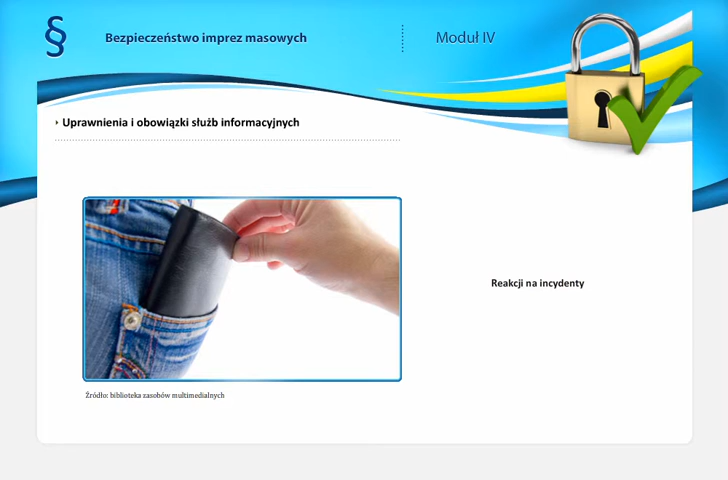 §
Bezpieczeństwo imprez masowych
Moduł IV
Uprawnienia i obowiązki służb informacyjnych
Reakcji na incydenty
Źródło: biblioteka zasobów multimedialnych